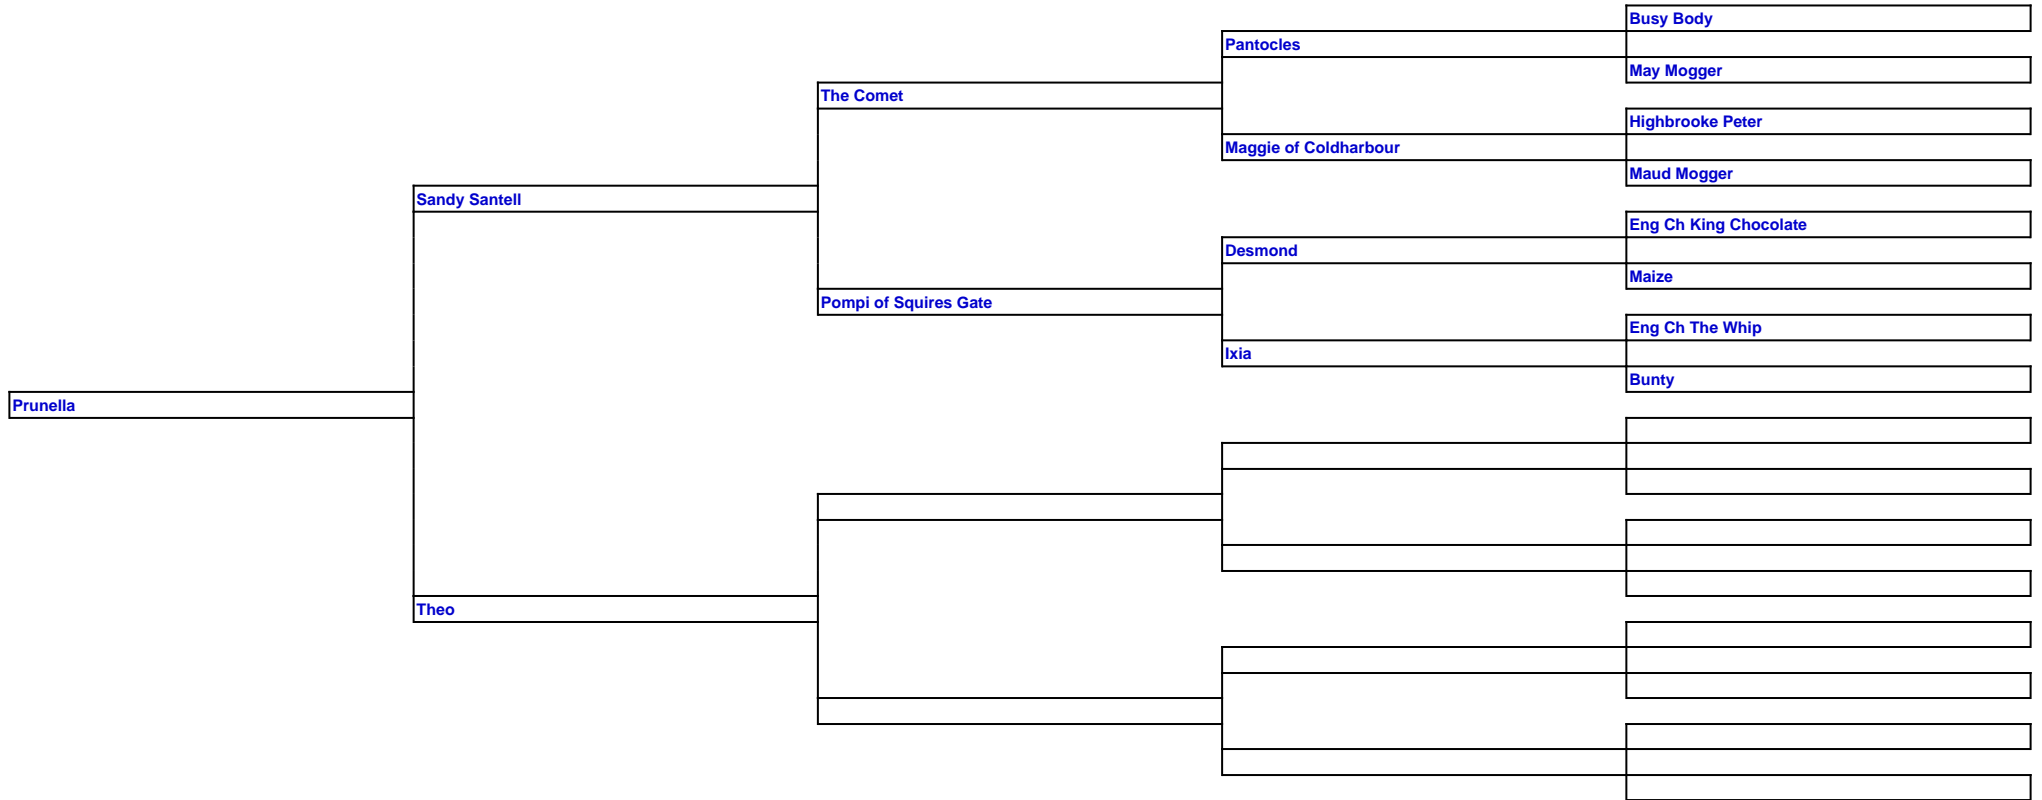 Busy Body
Pantocles
May Mogger
The Comet
Highbrooke Peter
Maggie of Coldharbour
Maud Mogger
Sandy Santell
Eng Ch King Chocolate
Desmond
Maize
Pompi of Squires Gate
Eng Ch The Whip
Ixia
Bunty
Prunella
Theo